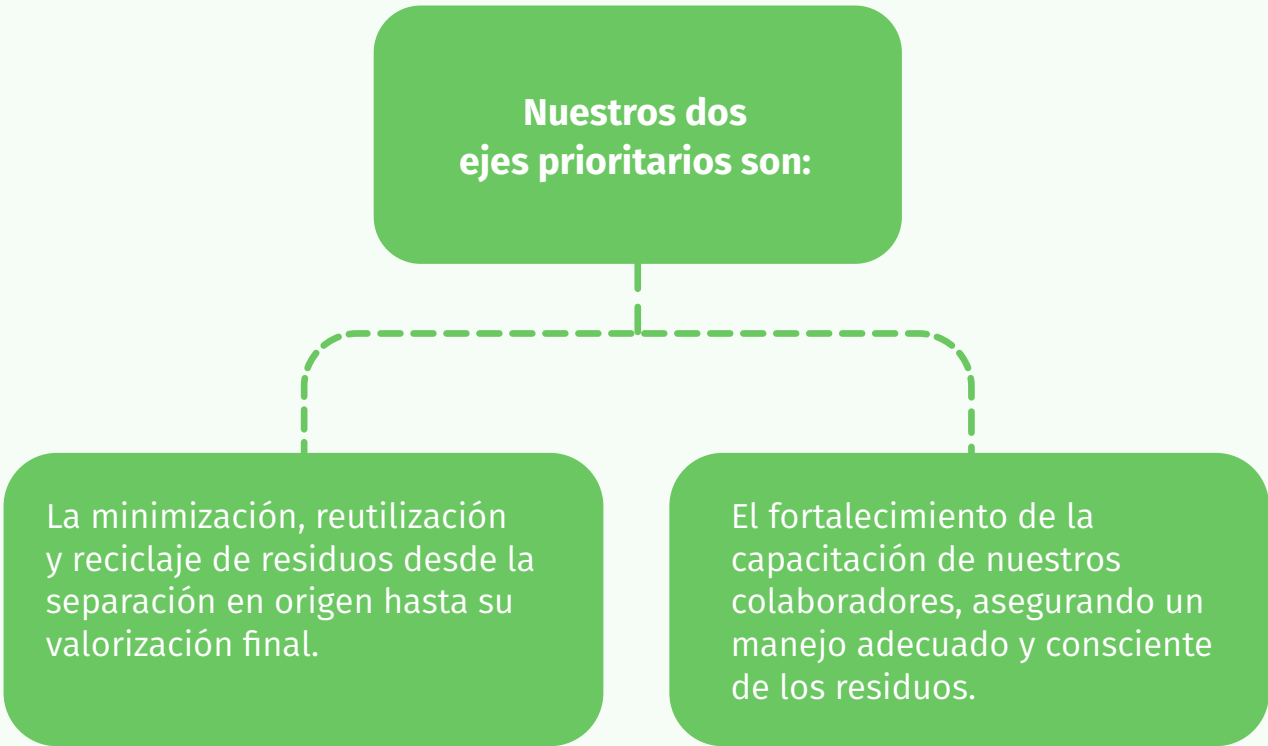 Nuestros dos
ejes prioritarios son:
La minimización, reutilización
y reciclaje de residuos desde la
separación en origen hasta su
valorización final.
El fortalecimiento de la
capacitación de nuestros
colaboradores, asegurando un
manejo adecuado y consciente
de los residuos.